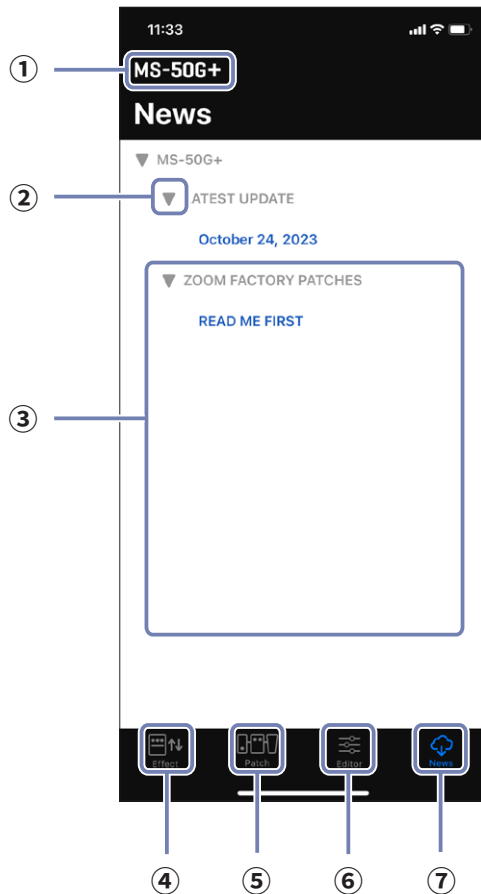 11:33
① MS-50G+
News
MS-50G+
② ATEST UPDATE
October 24, 2023
ZOOM FACTORY PATCHES
READ ME FIRST
③
Effect Patch Editor News
④ ⑤ ⑥ ⑦